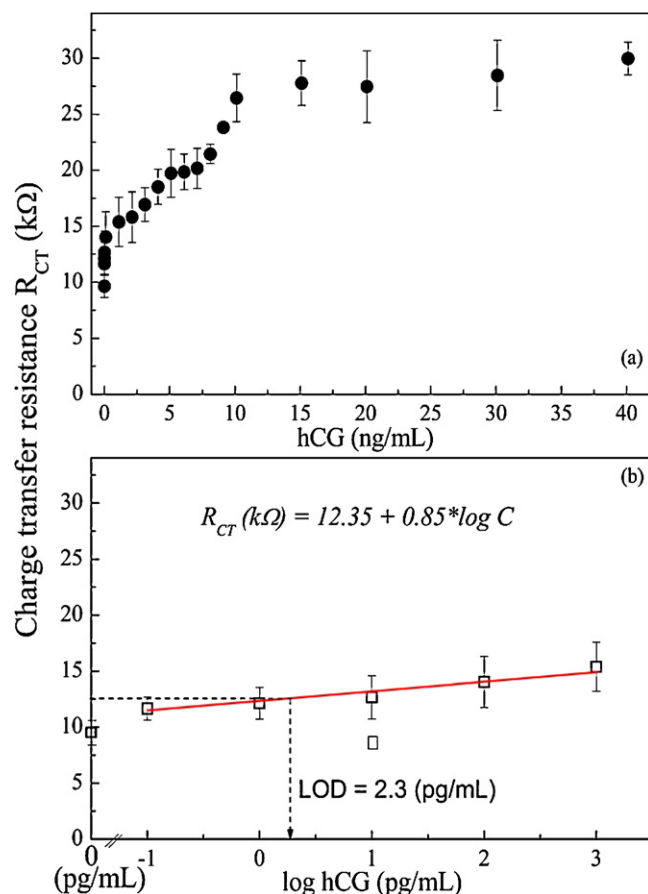 Charge transfer resistance R_CT (kΩ)
30
25
20
15
10
5
0
(a)
0 5 10 15 20 25 30 35 40
hCG (ng/mL)
(b)
R_CT (kΩ) = 12.35 + 0.85*log C
30
25
20
15
10
5
0
LOD = 2.3 (pg/mL)
0 -1 0 1 2 3
(pg/mL) log hCG (pg/mL)